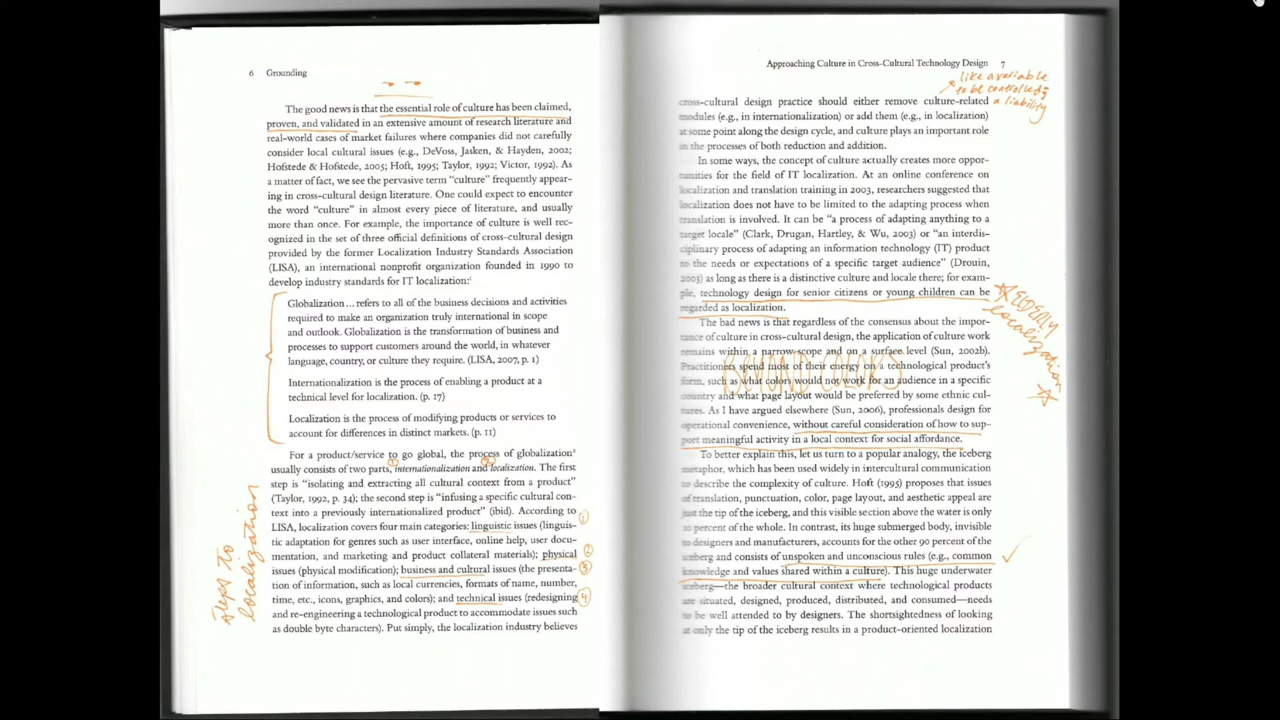 6 Grounding
The good news is that the essential role of culture has been claimed,
proven, and validated in an extensive amount of research literature and
real-world cases of market failures where companies did not carefully
consider local cultural issues (e.g., DeVoss, Jasken, & Hayden, 2002;
Hofstede & Hofstede, 2005; Hoft, 1995; Taylor, 1992; Victor, 1992). As
a matter of fact, we see the pervasive term “culture” frequently appear-
ing in cross-cultural design literature. One could expect to encounter
the word “culture” in almost every piece of literature, and usually
more than once. For example, the importance of culture is well rec-
ognized in the set of three official definitions of cross-cultural design
provided by the former Localization Industry Standards Association
(LISA), an international nonprofit organization founded in 1990 to
develop industry standards for IT localization:¹
Globalization… refers to all of the business decisions and activities
required to make an organization truly international in scope
and outlook. Globalization is the transformation of business and
processes to support customers around the world, in whatever
language, country, or culture they require. (LISA, 2007, p. 1)
Internationalization is the process of enabling a product at a
technical level for localization. (p. 17)
Localization is the process of modifying products or services to
account for differences in distinct markets. (p. 11)
For a product/service to go global, the process of globalization²
usually consists of two parts, internationalization and localization. The first
step is “isolating and extracting all cultural context from a product”
(Taylor, 1992, p. 34); the second step is “infusing a specific cultural con-
text into a previously internationalized product” (ibid). According to
LISA, localization covers four main categories: linguistic issues (linguis-
tic adaptation for genres such as user interface, online help, user docu-
mentation, and marketing and product collateral materials); physical
issues (physical modification); business and cultural issues (the presenta-
tion of information, such as local currencies, formats of name, number,
time, etc., icons, graphics, and colors); and technical issues (redesigning
and re-engineering a technological product to accommodate issues such
as double byte characters). Put simply, the localization industry believes
1
2
1
2
3
4
steps to
localization
Approaching Culture in Cross-Cultural Technology Design 7
like a variable
to be controlled;
a liability
cross-cultural design practice should either remove culture-related
modules (e.g., in internationalization) or add them (e.g., in localization)
at some point along the design cycle, and culture plays an important role
in the processes of both reduction and addition.
In some ways, the concept of culture actually creates more oppor-
tunities for the field of IT localization. At an online conference on
localization and translation training in 2003, researchers suggested that
localization does not have to be limited to the adapting process when
translation is involved. It can be “a process of adapting anything to a
target locale” (Clark, Drugan, Hartley, & Wu, 2003) or “an interdis-
ciplinary process of adapting an information technology (IT) product
to the needs or expectations of a specific target audience” (Drouin,
2003) as long as there is a distinctive culture and locale there; for exam-
ple, technology design for senior citizens or young children can be
regarded as localization.
The bad news is that regardless of the consensus about the impor-
tance of culture in cross-cultural design, the application of culture work
remains within a narrow scope and on a surface level (Sun, 2002b).
Practitioners spend most of their energy on a technological product’s
form, such as what colors would not work for an audience in a specific
country and what page layout would be preferred by some ethnic cul-
tures. As I have argued elsewhere (Sun, 2006), professionals design for
operational convenience, without careful consideration of how to sup-
port meaningful activity in a local context for social affordance.
To better explain this, let us turn to a popular analogy, the iceberg
metaphor, which has been used widely in intercultural communication
to describe the complexity of culture. Hoft (1995) proposes that issues
of translation, punctuation, color, page layout, and aesthetic appeal are
just the tip of the iceberg, and this visible section above the water is only
10 percent of the whole. In contrast, its huge submerged body, invisible
to designers and manufacturers, accounts for the other 90 percent of the
iceberg and consists of unspoken and unconscious rules (e.g., common
knowledge and values shared within a culture). This huge underwater
iceberg—the broader cultural context where technological products
are situated, designed, produced, distributed, and consumed—needs
to be well attended to by designers. The shortsightedness of looking
at only the tip of the iceberg results in a product-oriented localization
ELDERLY
localization
BEYOND COLORS